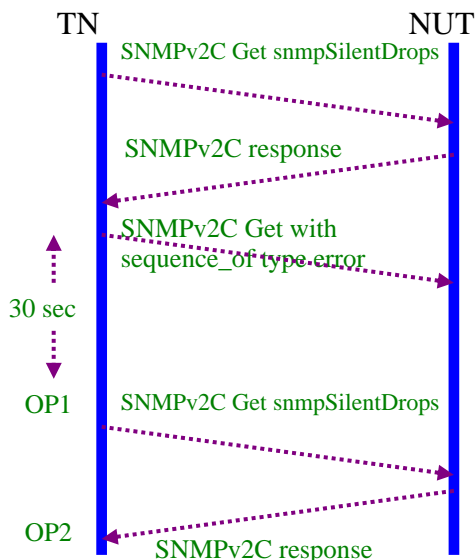 TN NUT
SNMPv2C Get snmpSilentDrops
SNMPv2C response
SNMPv2C Get with
sequence_of type error
30 sec
OP1 SNMPv2C Get snmpSilentDrops
OP2
SNMPv2C response